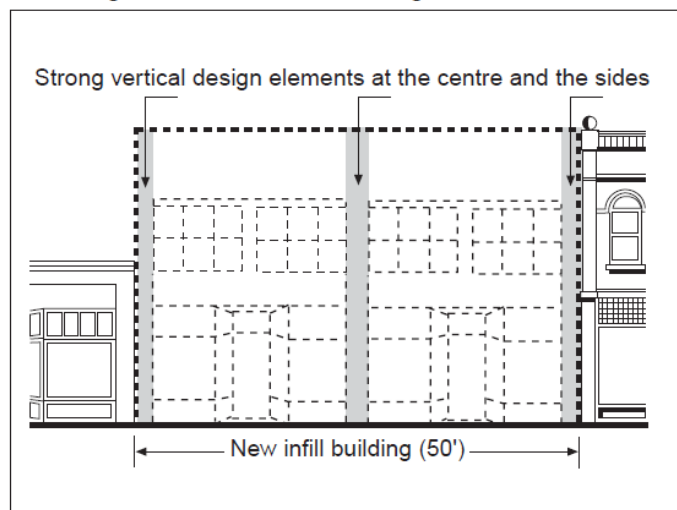 Strong vertical design elements at the centre and the sides
New infill building (50')